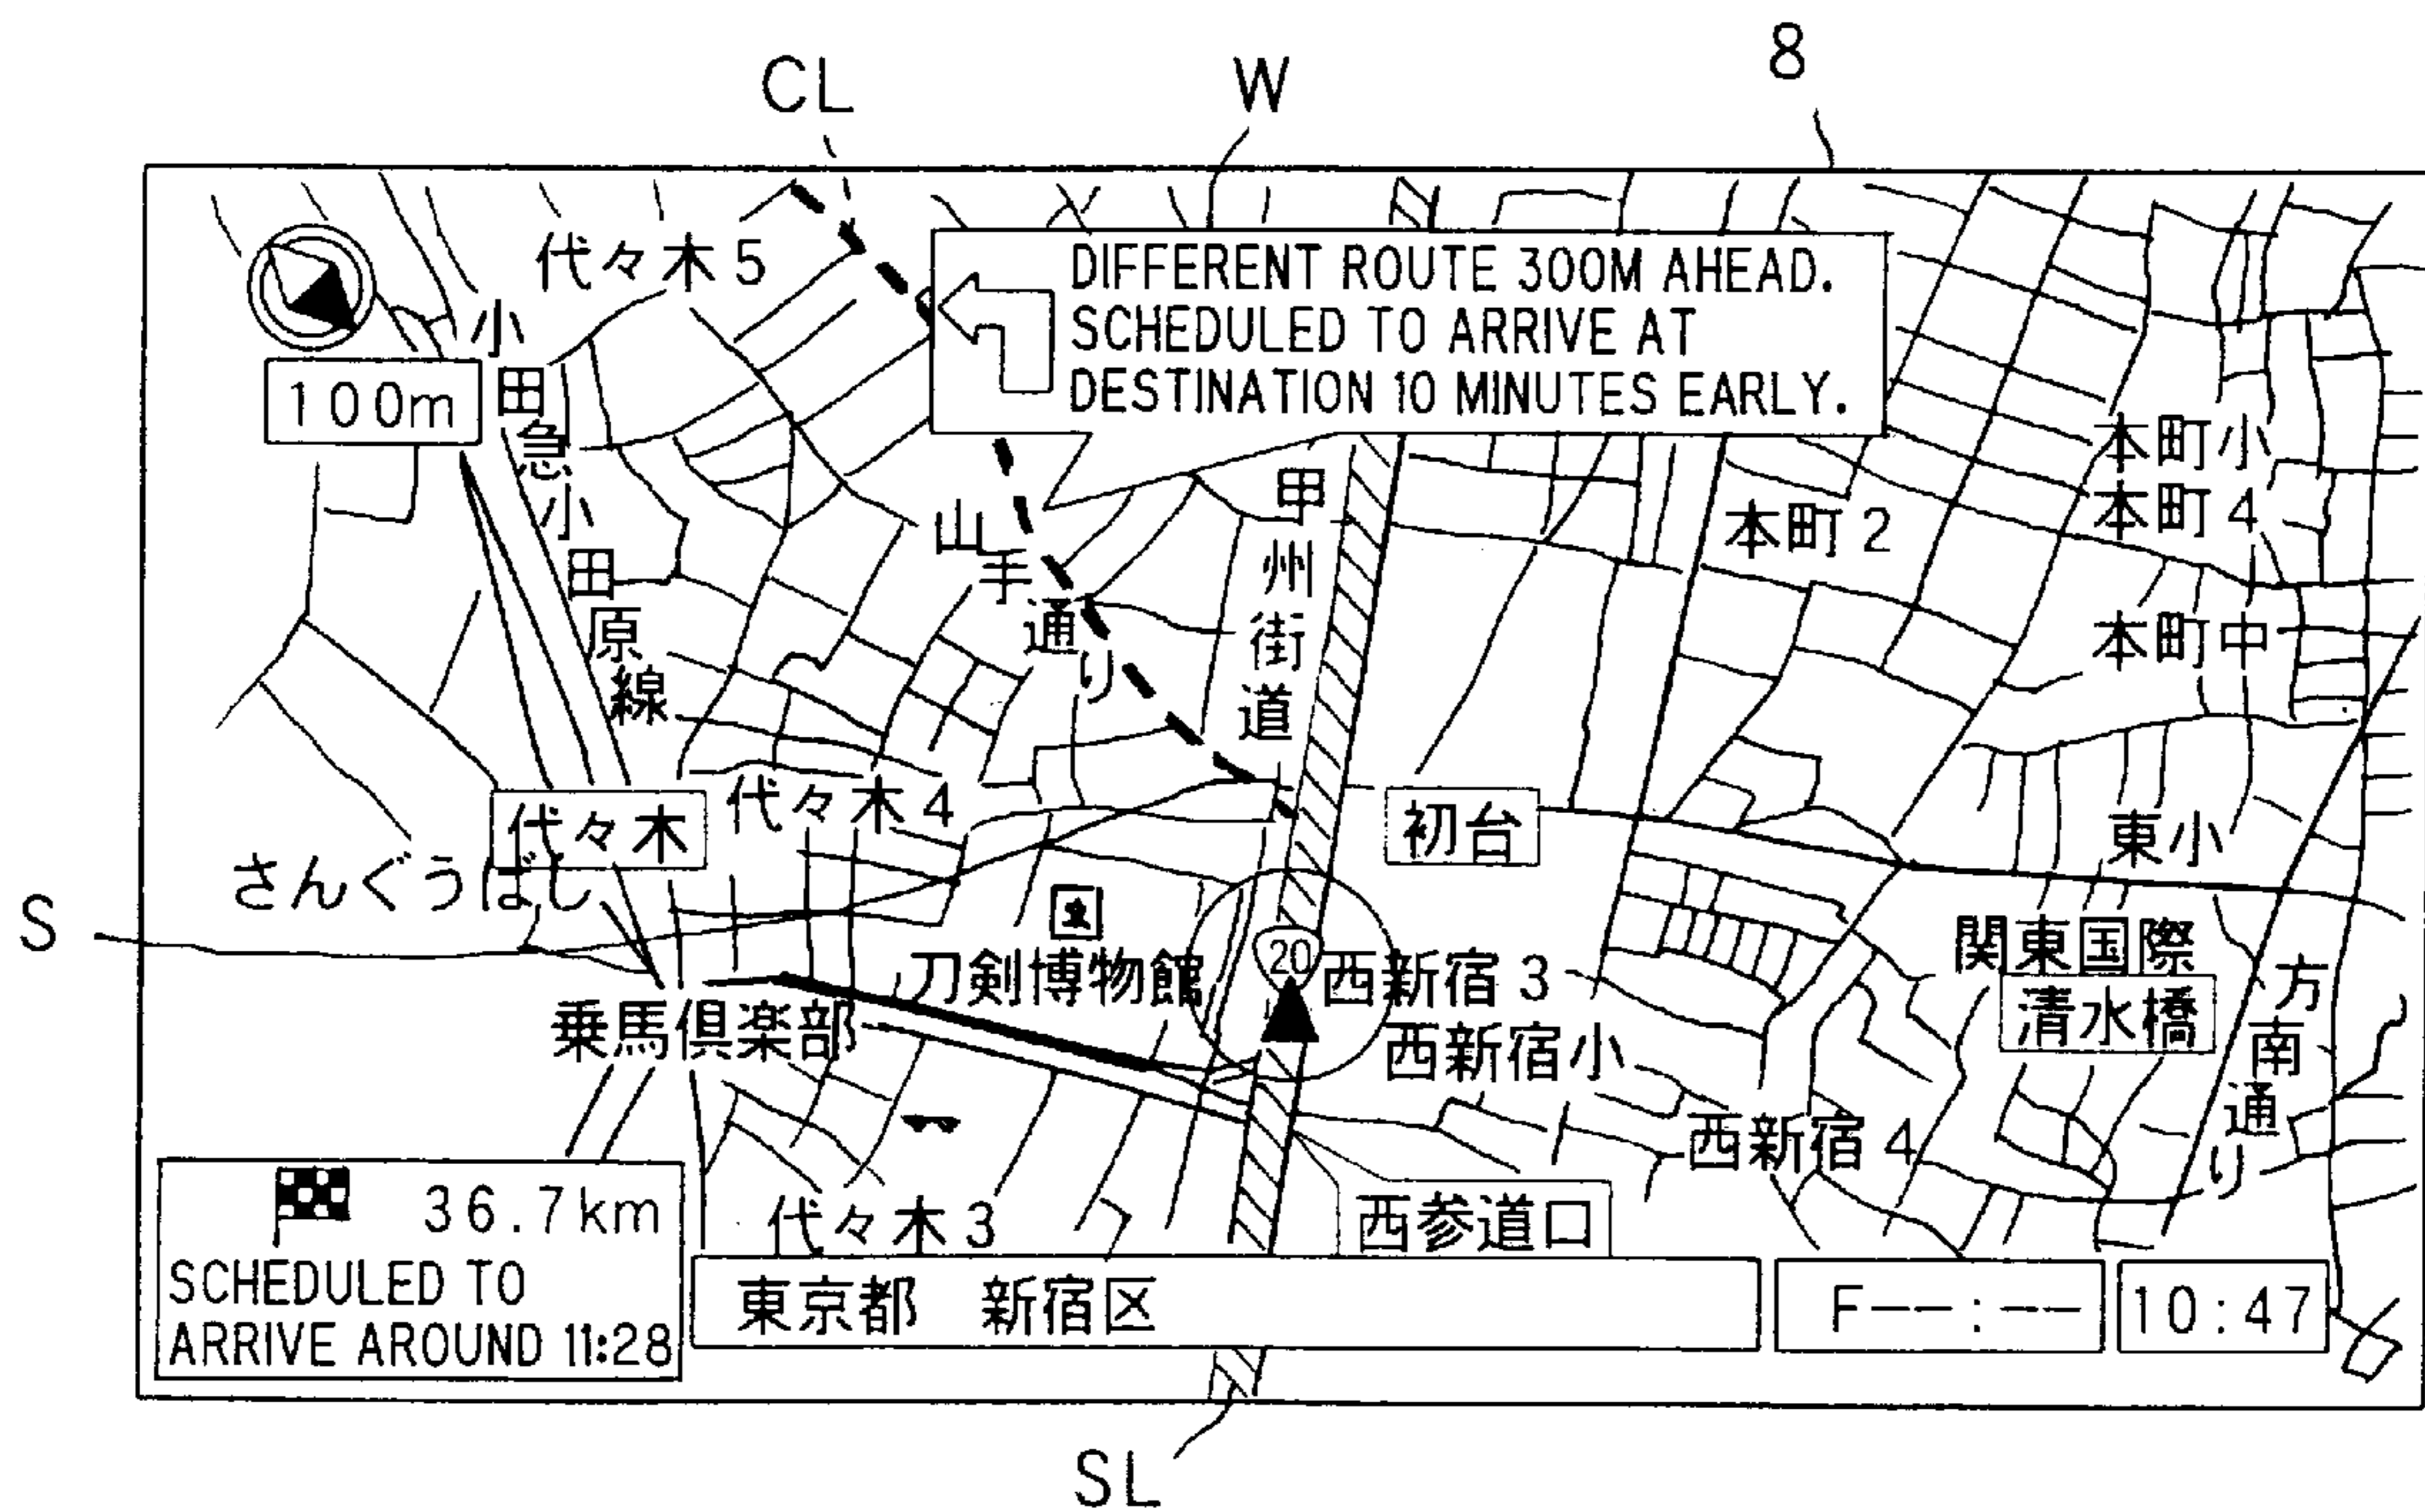 CL
W
8
代々木5
DIFFERENT ROUTE 300M AHEAD.
SCHEDULED TO ARRIVE AT
DESTINATION 10 MINUTES EARLY.
100m
小田急小田原線
山手通り
甲州街道
本町2
本町小
本町4
本町中
代々木
代々木4
初台
東小
さんぐうばし
S
刀剣博物館
20
西新宿3
関東国際
清水橋
方南通り
乗馬倶楽部
西新宿小
西新宿4
36.7km
SCHEDULED TO
ARRIVE AROUND 11:28
代々木3
西参道口
東京都 新宿区
F--:--
10:47
SL